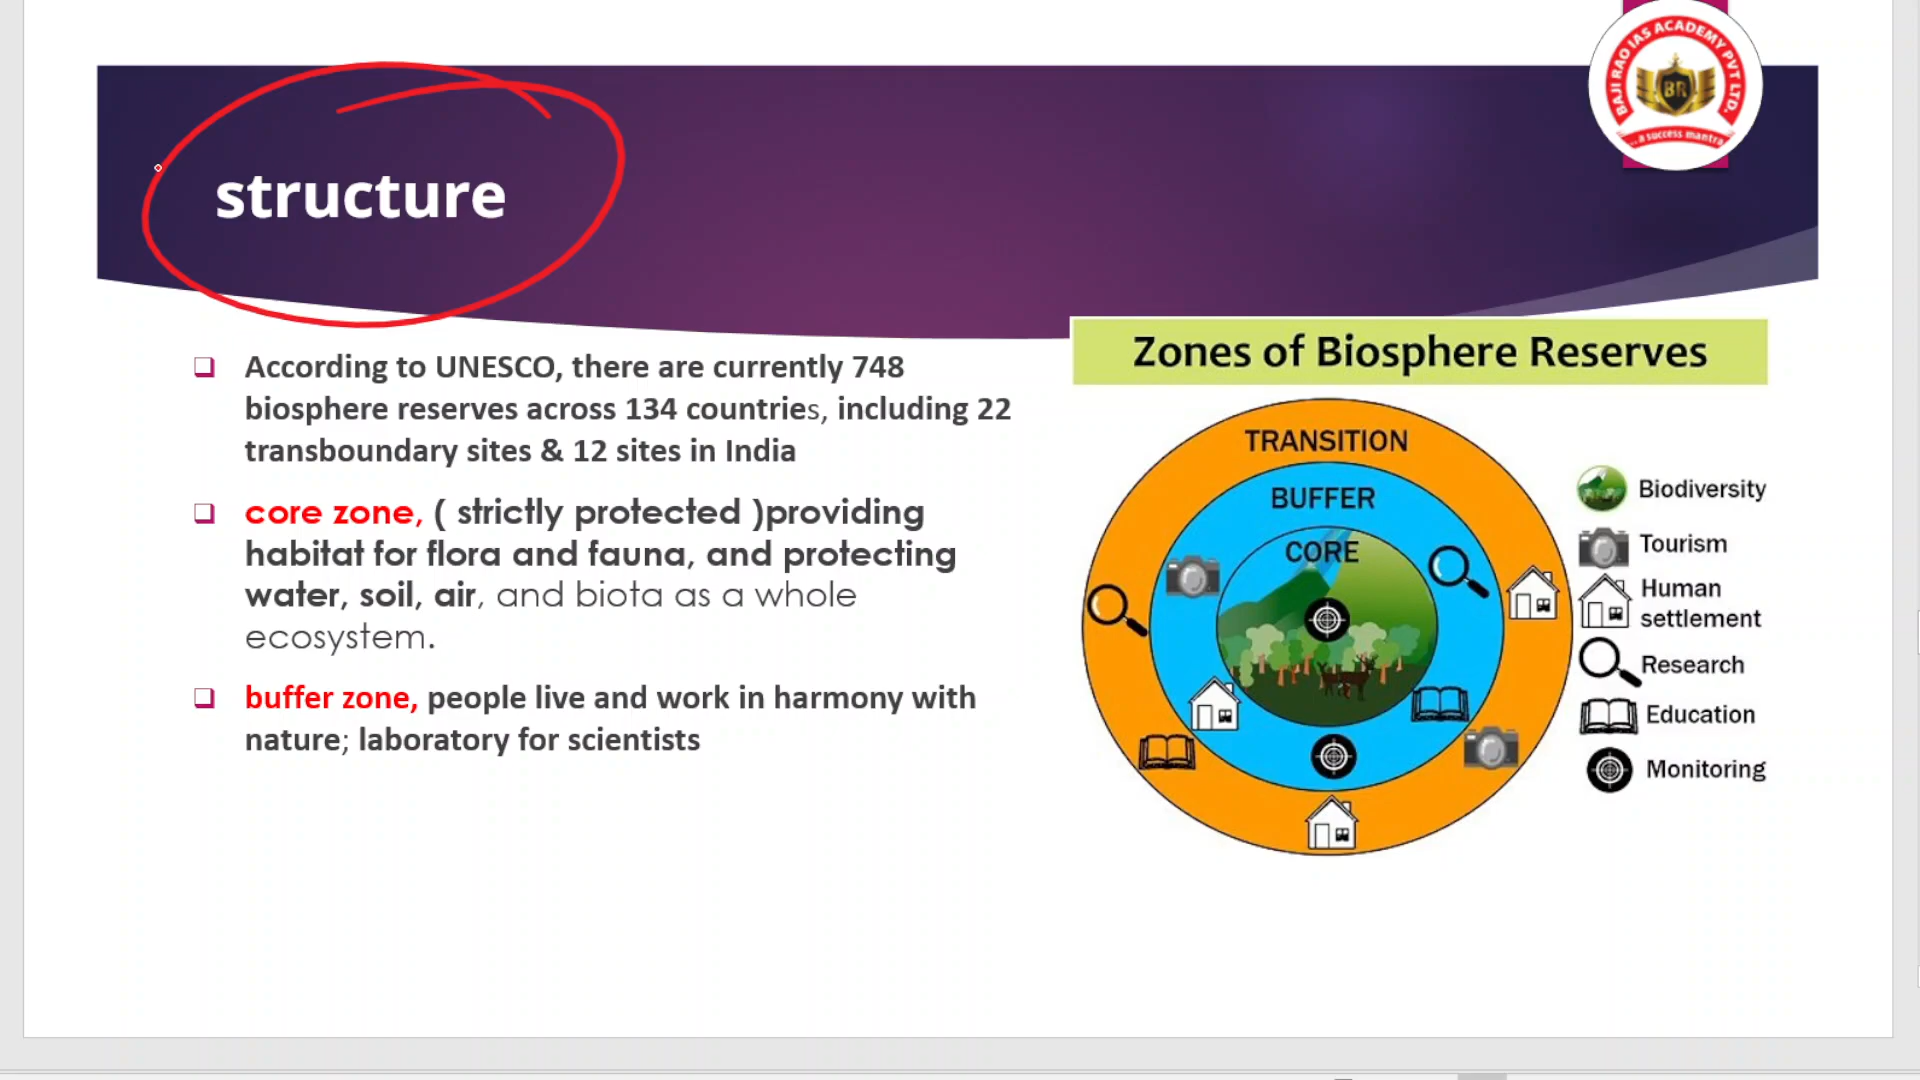 BAJI RAO IAS ACADEMY PVT LTD.
BR
...a success mantra
structure
According to UNESCO, there are currently 748
biosphere reserves across 134 countries, including 22
transboundary sites & 12 sites in India
core zone, ( strictly protected )providing
habitat for flora and fauna, and protecting
water, soil, air, and biota as a whole
ecosystem.
buffer zone, people live and work in harmony with
nature; laboratory for scientists
Zones of Biosphere Reserves
TRANSITION
BUFFER
CORE
Biodiversity
Tourism
Human
settlement
Research
Education
Monitoring